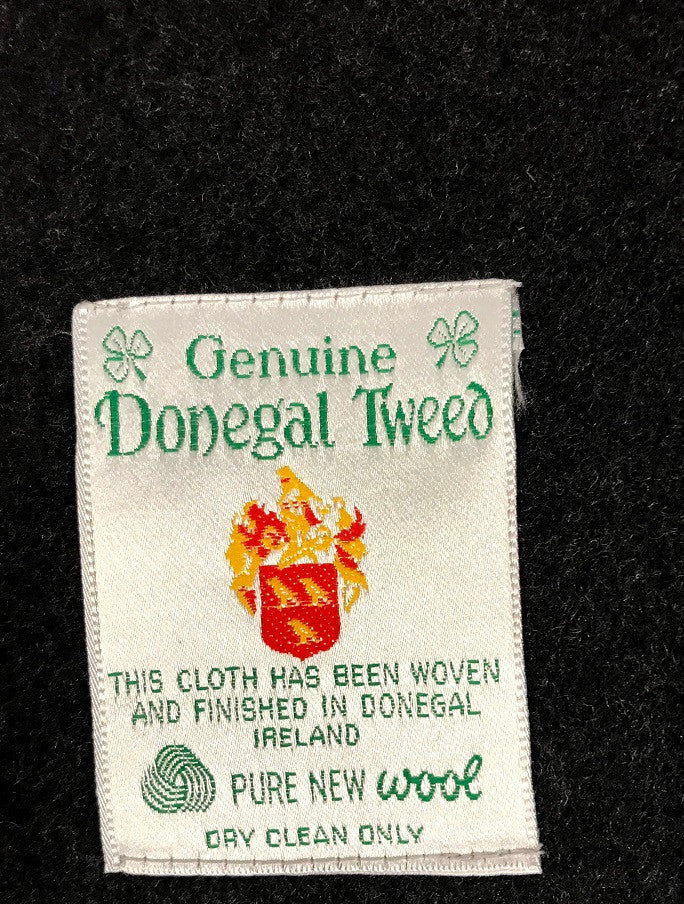 Genuine
Donegal Tweed
THIS CLOTH HAS BEEN WOVEN
AND FINISHED IN DONEGAL
IRELAND
PURE NEW wool
DRY CLEAN ONLY